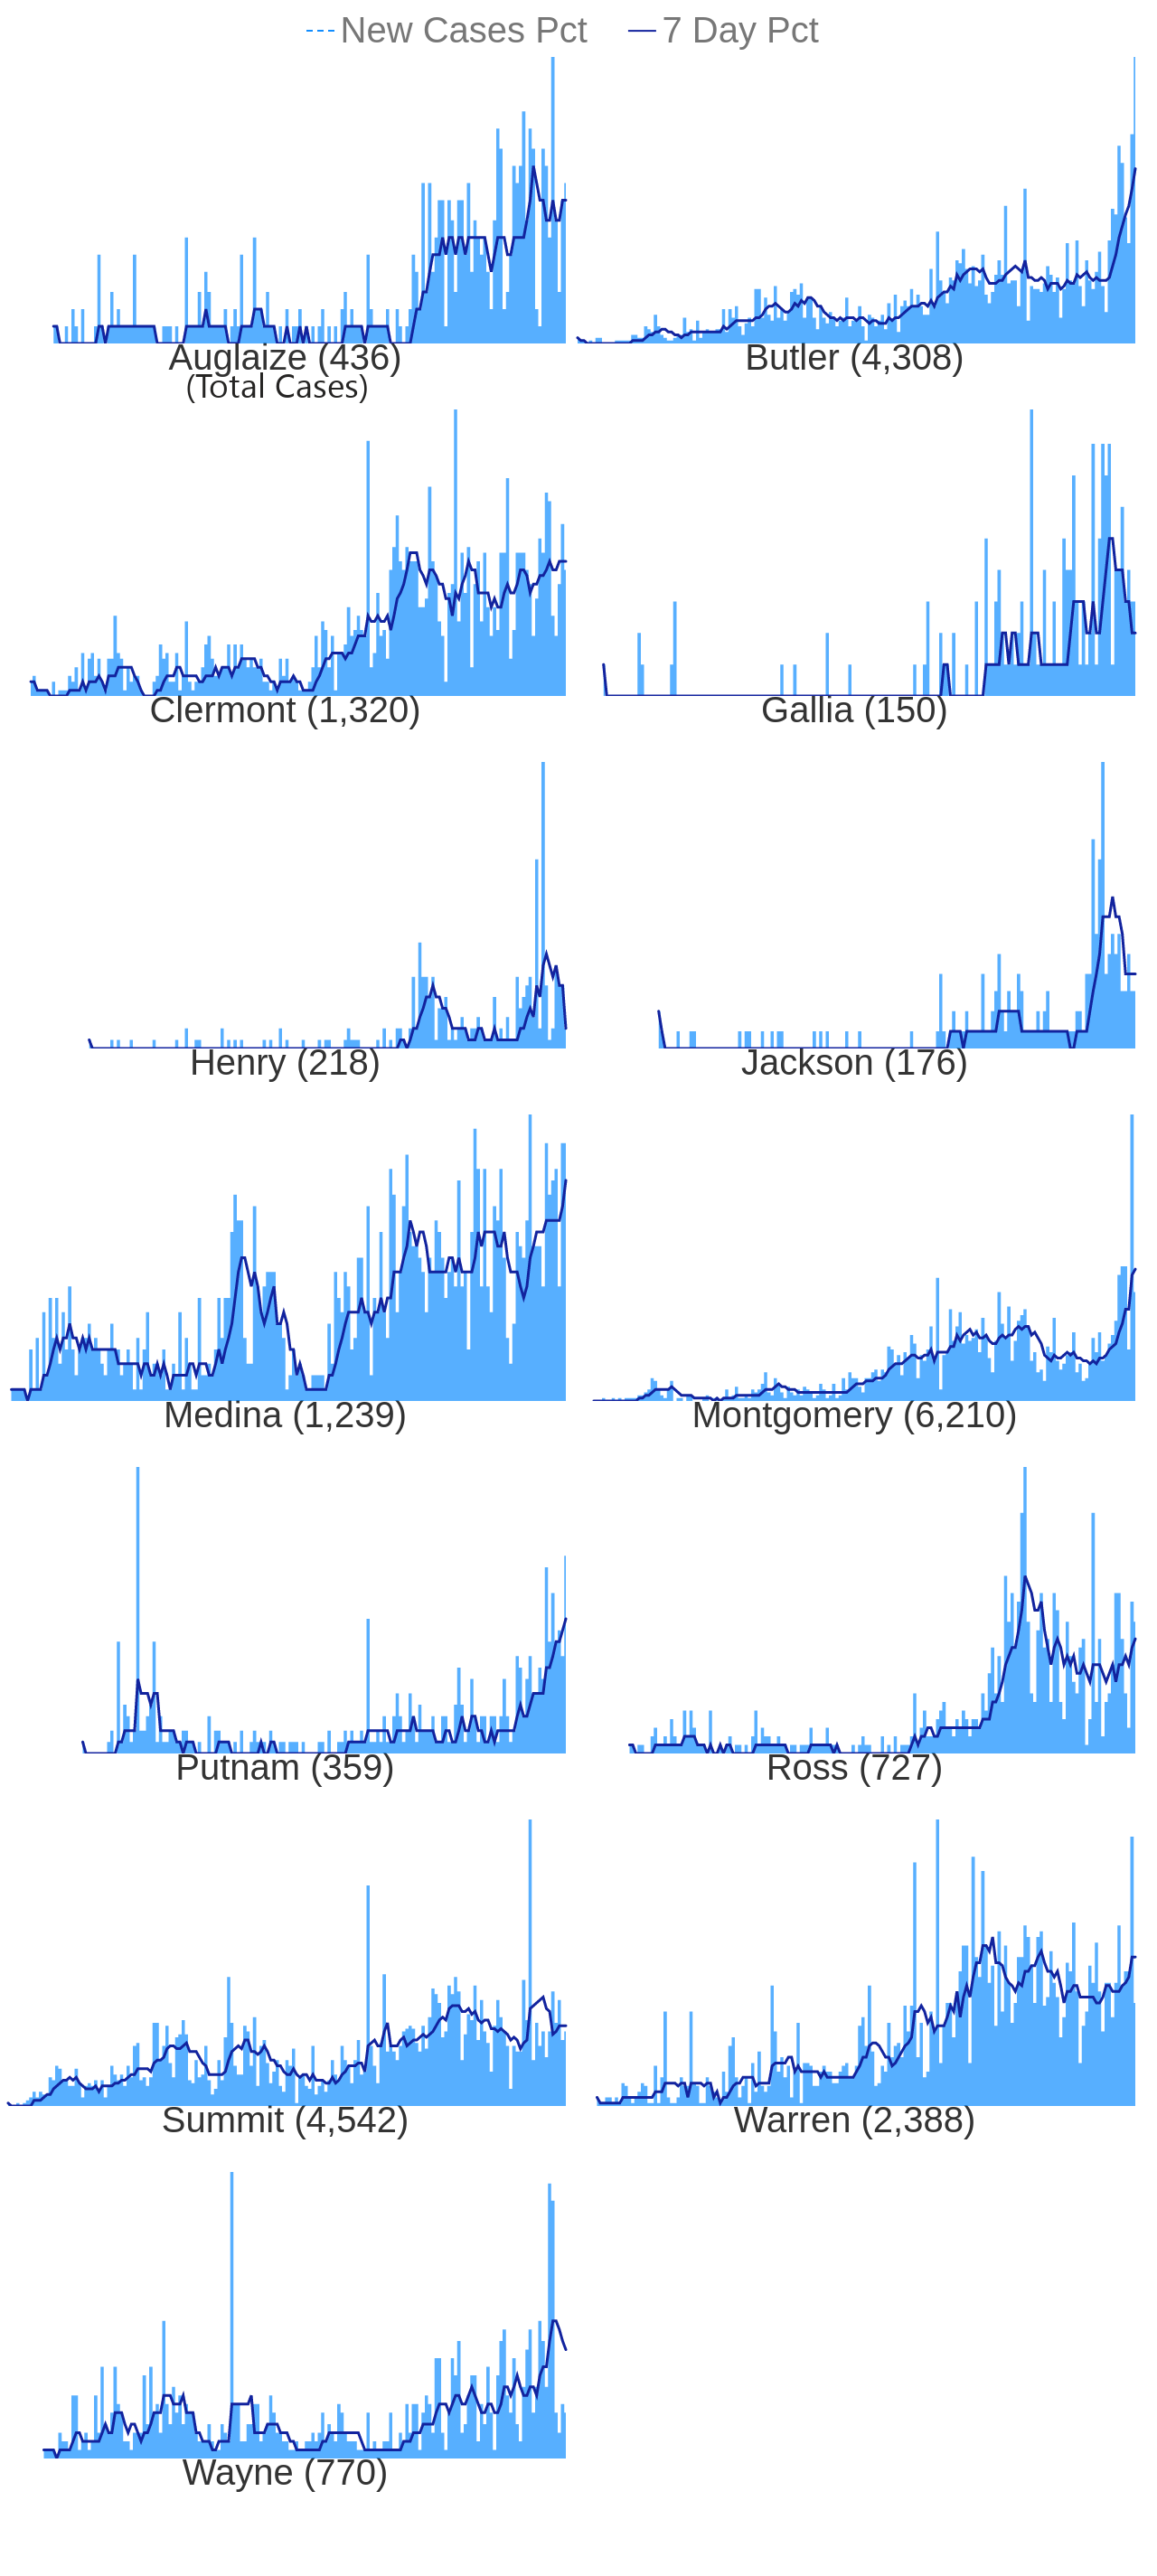 New Cases Pct 7 Day Pct
Auglaize (436) Butler (4,308)
(Total Cases)
Clermont (1,320) Gallia (150)
Henry (218) Jackson (176)
Medina (1,239) Montgomery (6,210)
Putnam (359) Ross (727)
Summit (4,542) Warren (2,388)
Wayne (770)